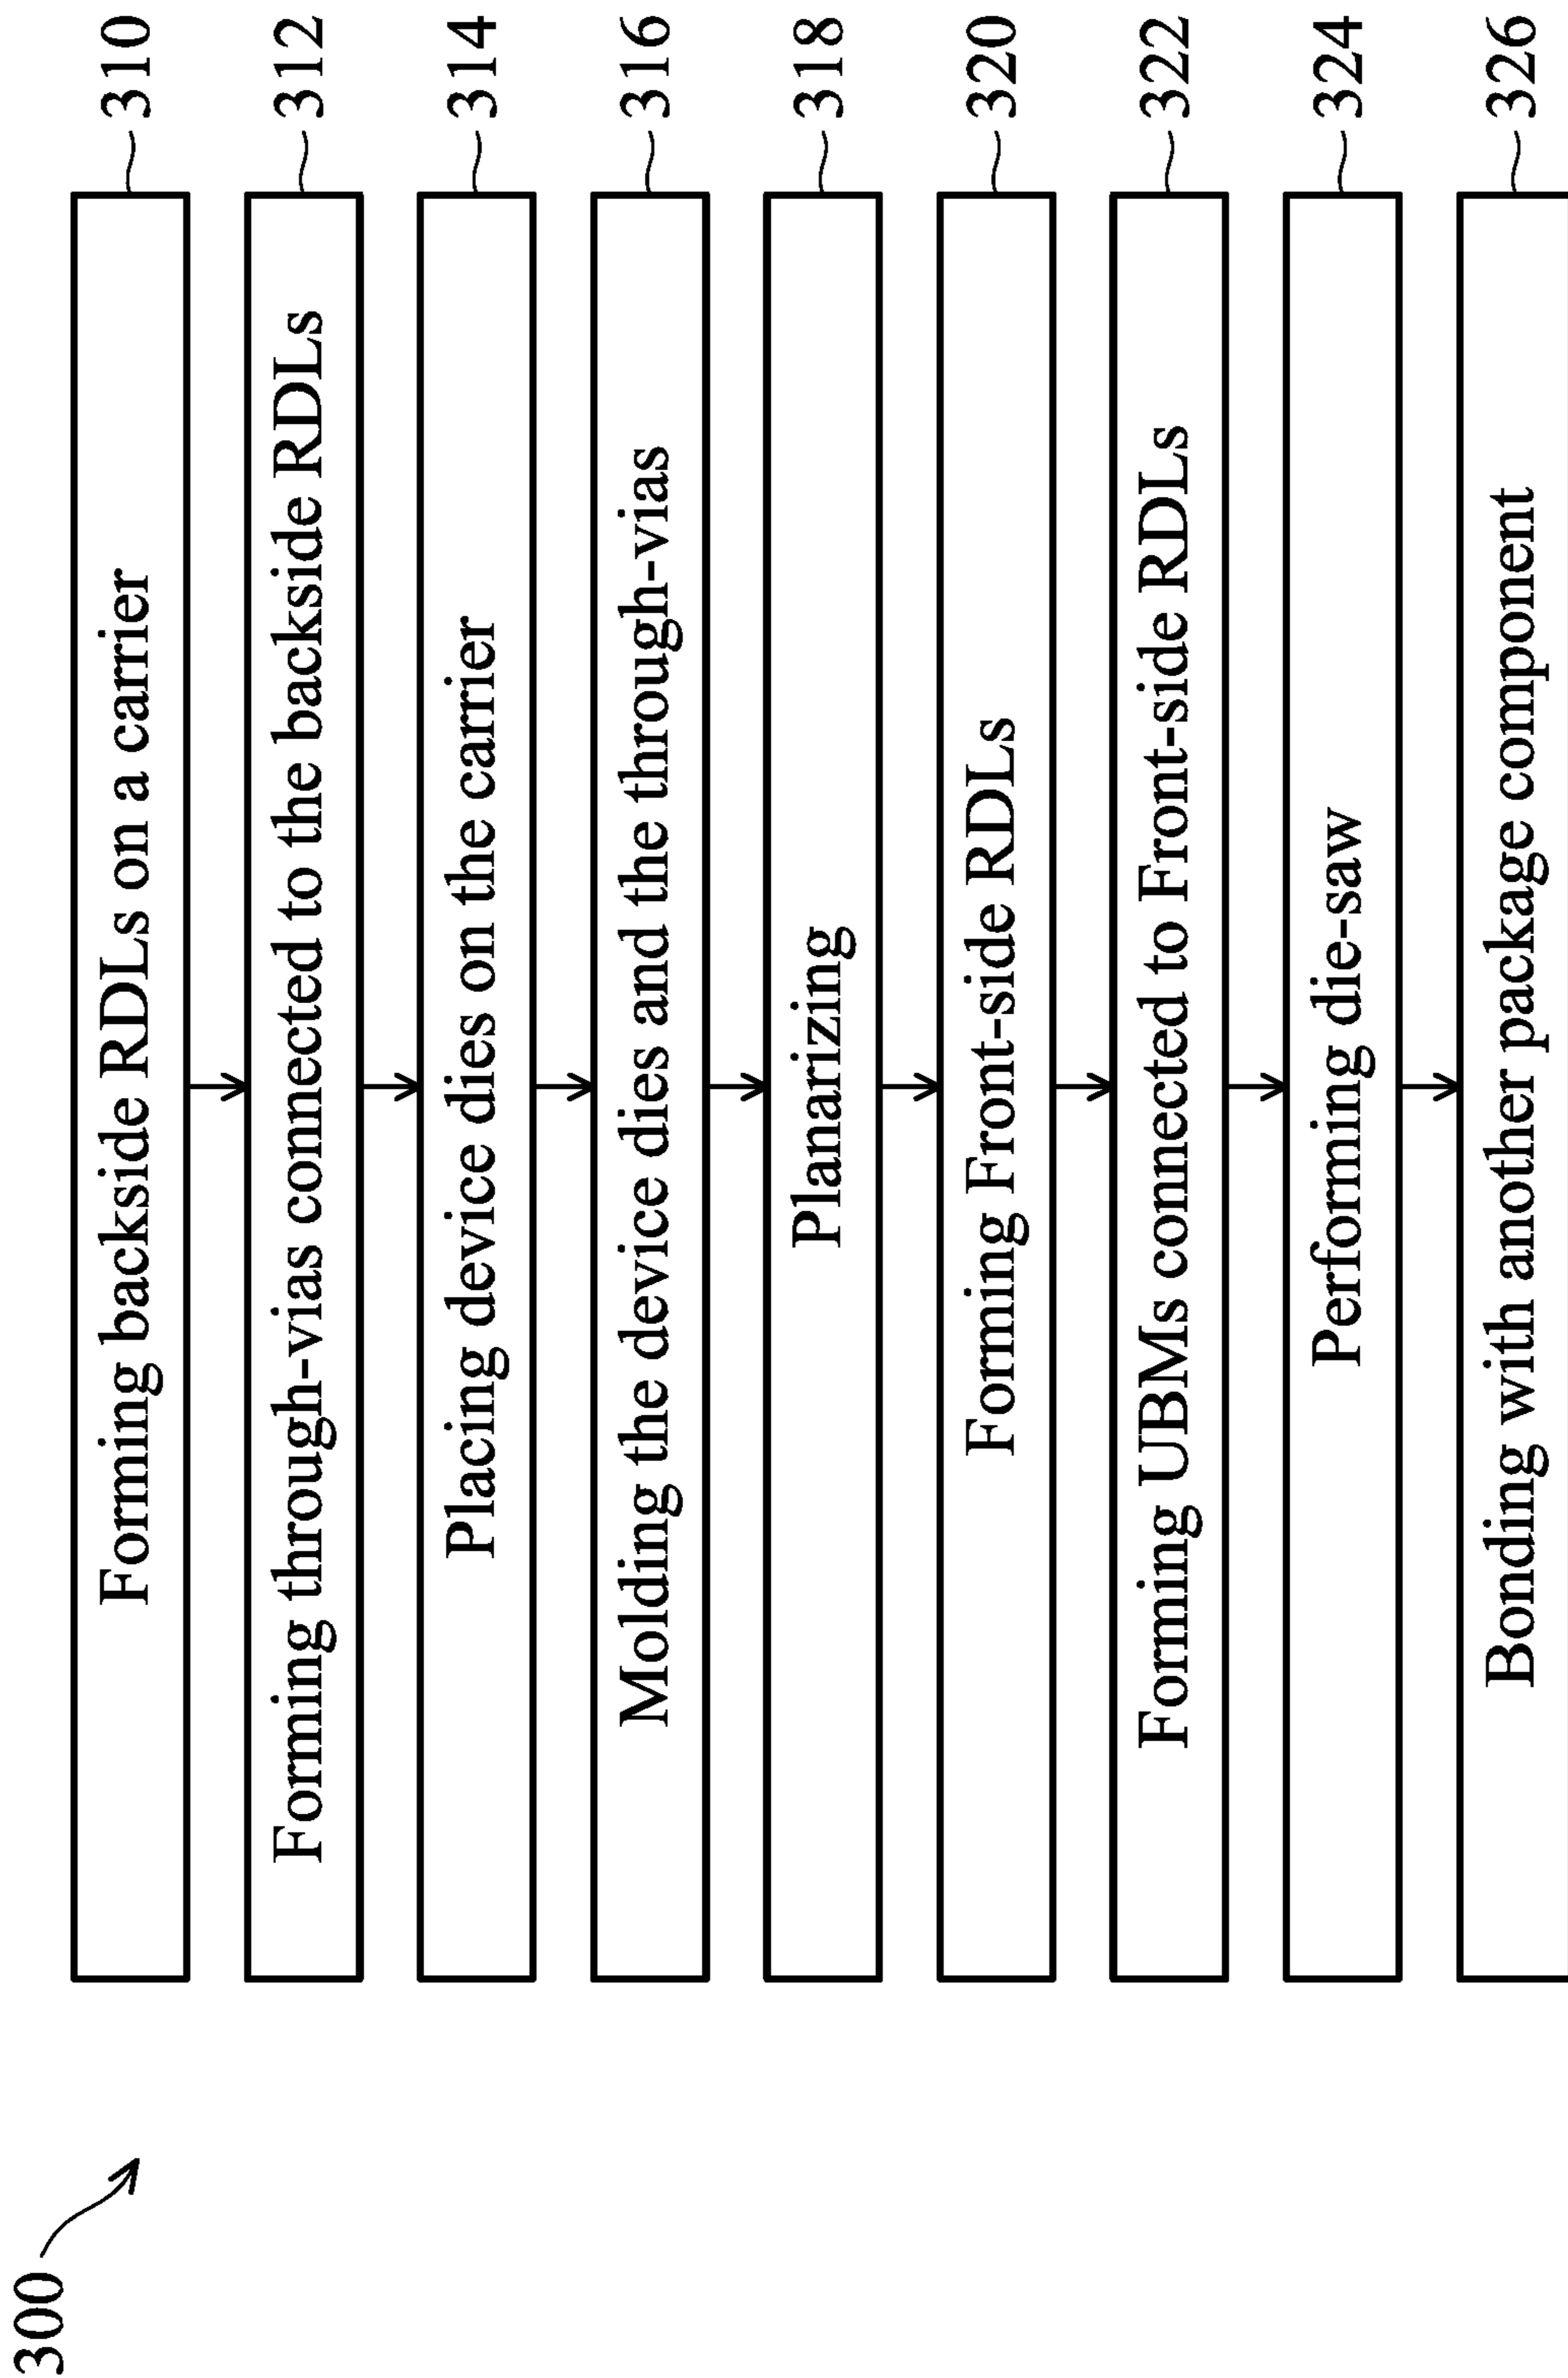 300
Forming backside RDLs on a carrier 310
Forming through-vias connected to the backside RDLs 312
Placing device dies on the carrier 314
Molding the device dies and the through-vias 316
Planarizing 318
Forming Front-side RDLs 320
Forming UBMs connected to Front-side RDLs 322
Performing die-saw 324
Bonding with another package component 326